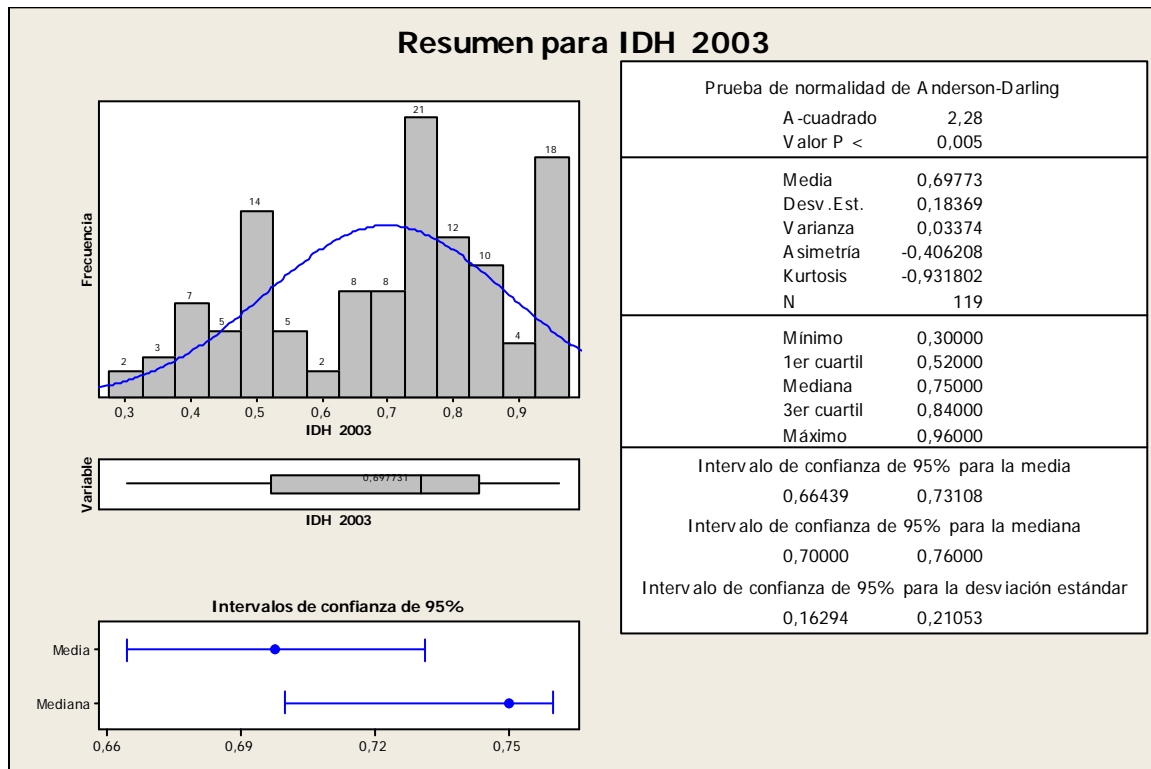 Resumen para IDH 2003
21
18
14
12
10
8 8
7
5 5
4
3
2 2
Frecuencia
0,3 0,4 0,5 0,6 0,7 0,8 0,9
IDH 2003
Variable
0,697731
IDH 2003
Intervalos de confianza de 95%
Media
Mediana
0,66 0,69 0,72 0,75
Prueba de normalidad de Anderson-Darling
A-cuadrado 2,28
Valor P < 0,005
Media 0,69773
Desv.Est. 0,18369
Varianza 0,03374
Asimetría -0,406208
Kurtosis -0,931802
N 119
Mínimo 0,30000
1er cuartil 0,52000
Mediana 0,75000
3er cuartil 0,84000
Máximo 0,96000
Intervalo de confianza de 95% para la media
0,66439 0,73108
Intervalo de confianza de 95% para la mediana
0,70000 0,76000
Intervalo de confianza de 95% para la desviación estándar
0,16294 0,21053